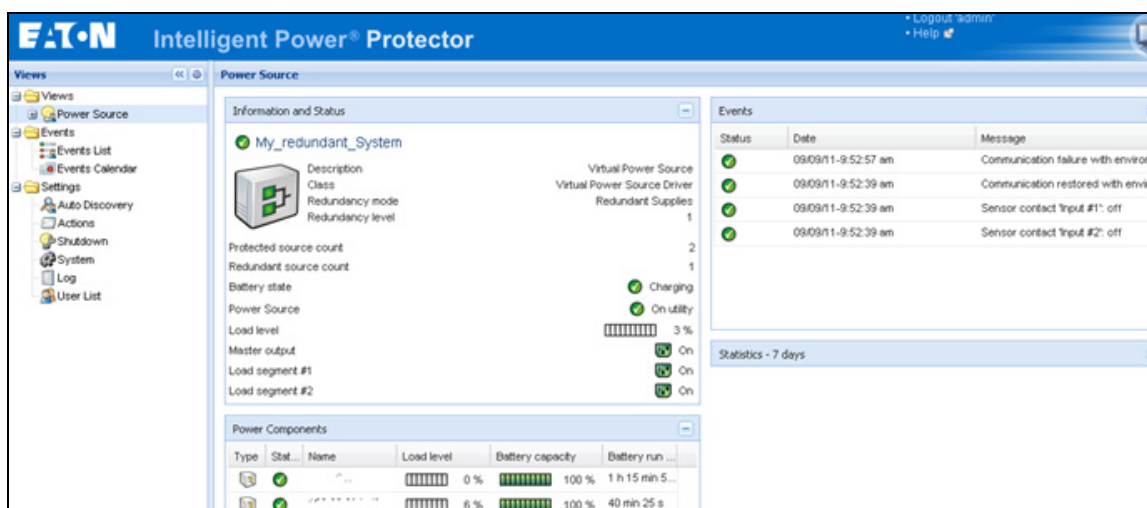 EATON Intelligent Power® Protector
• Logout 'admin'
• Help
Views
Views
Power Source
Events
Events List
Events Calendar
Settings
Auto Discovery
Actions
Shutdown
System
Log
User List
Power Source
Information and Status
My_redundant_System
Description Virtual Power Source
Class Virtual Power Source Driver
Redundancy mode Redundant Supplies
Redundancy level 1
Protected source count 2
Redundant source count 1
Battery state Charging
Power Source On utility
Load level 3 %
Master output On
Load segment #1 On
Load segment #2 On
Power Components
Type Stat... Name Load level Battery capacity Battery run ...
0 % 100 % 1 h 15 min 5...
6 % 100 % 40 min 25 s
Events
Status Date Message
09/09/11-9:52:57 am Communication failure with environ
09/09/11-9:52:39 am Communication restored with envi
09/09/11-9:52:39 am Sensor contact 'Input #1': off
09/09/11-9:52:39 am Sensor contact 'Input #2': off
Statistics - 7 days